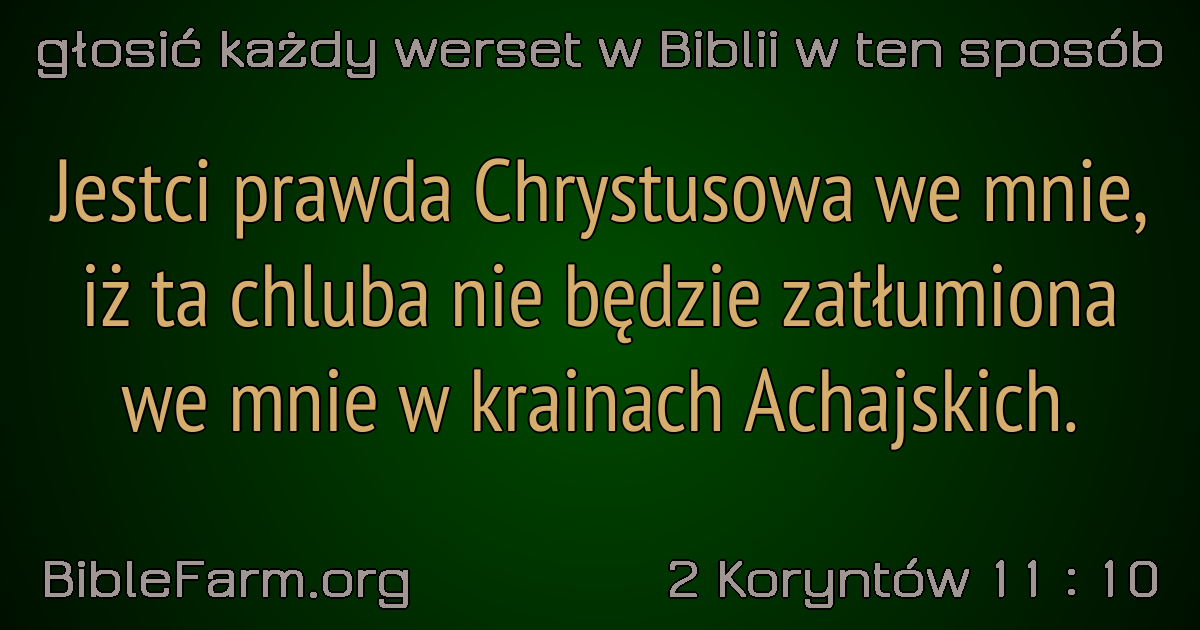 głosić każdy werset w Biblii w ten sposób
Jestci prawda Chrystusowa we mnie,
iż ta chluba nie będzie zatłumiona
we mnie w krainach Achajskich.
BibleFarm.org
2 Koryntów 11 : 10